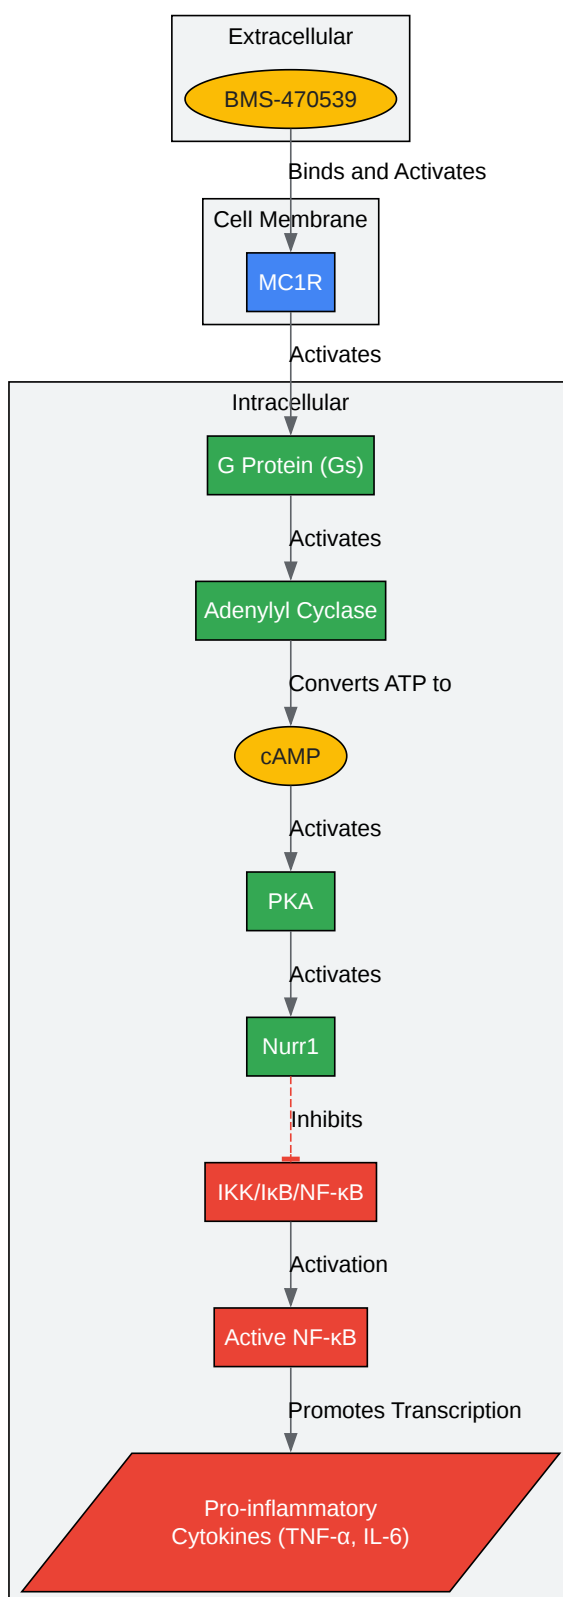 Extracellular
BMS-470539
Binds and Activates
Cell Membrane
MC1R
Activates
Intracellular
G Protein (Gs)
Activates
Adenylyl Cyclase
Converts ATP to
cAMP
Activates
PKA
Activates
Nurr1
Inhibits
IKK/IκB/NF-κB
Activation
Active NF-κB
Promotes Transcription
Pro-inflammatory
Cytokines (TNF-α, IL-6)